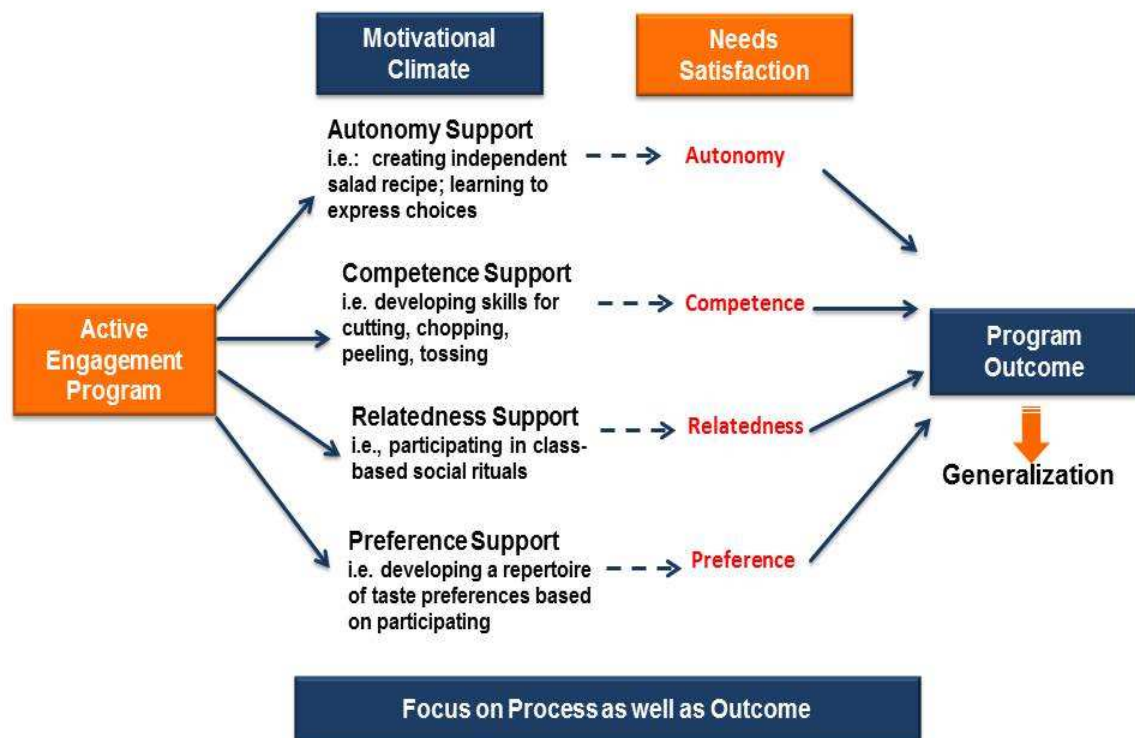 Motivational
Climate
Needs
Satisfaction
Autonomy Support
i.e.: creating independent
salad recipe; learning to
express choices
Autonomy
Competence Support
i.e. developing skills for
cutting, chopping,
peeling, tossing
Competence
Active
Engagement
Program
Program
Outcome
Relatedness Support
i.e., participating in class-
based social rituals
Relatedness
Generalization
Preference Support
i.e. developing a repertoire
of taste preferences based
on participating
Preference
Focus on Process as well as Outcome